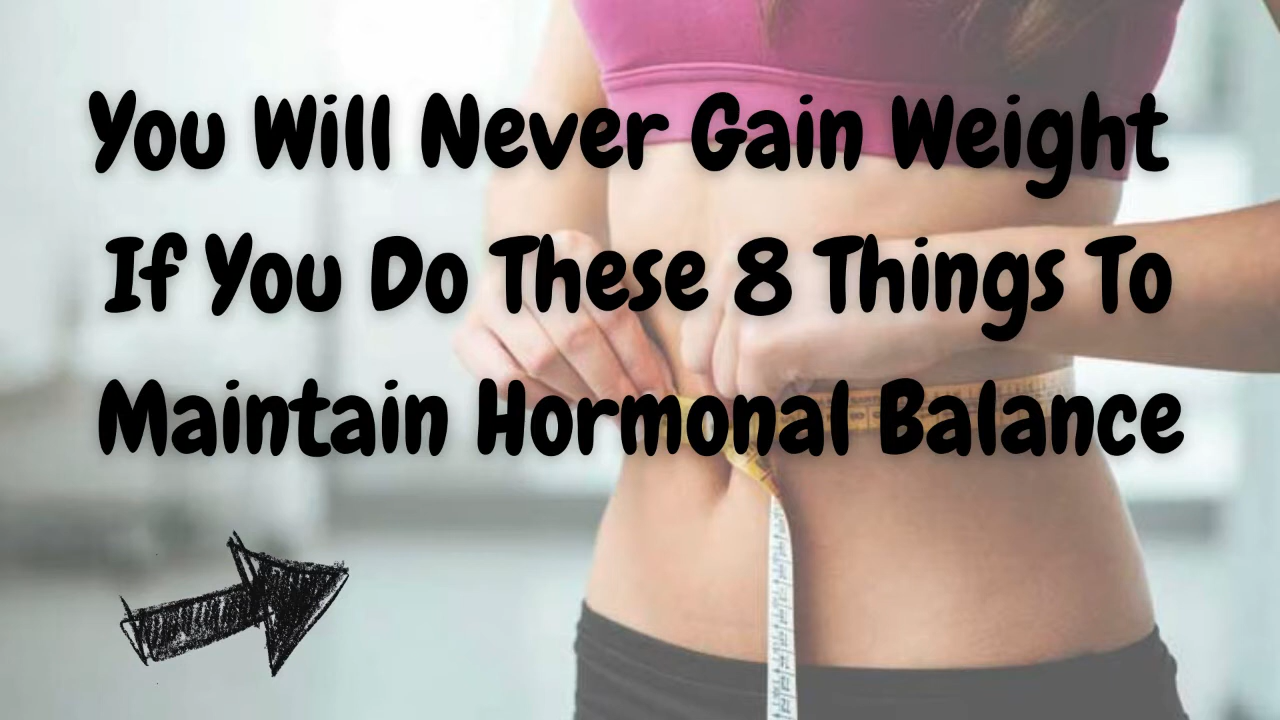 You Will Never Gain Weight
If You Do These 8 Things To
Maintain Hormonal Balance